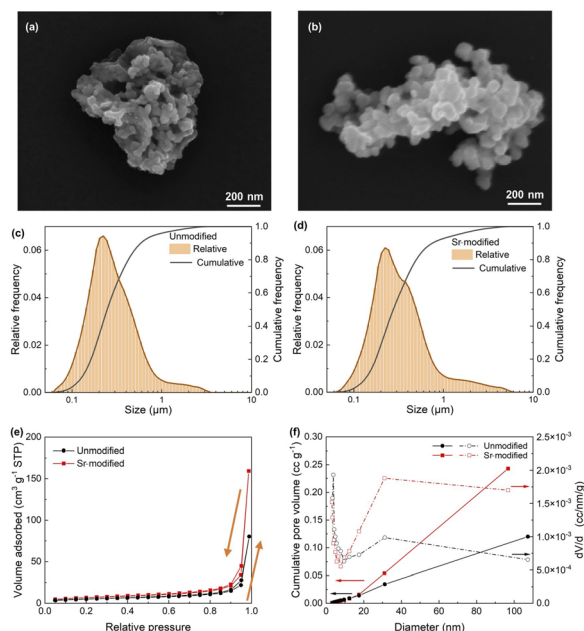 (a)
200 nm
(b)
200 nm
(c)
Unmodified
Relative
Cumulative
Relative frequency
0.06
0.04
0.02
0.00
1.0
0.8
0.6
0.4
0.2
0.0
Cumulative frequency
0.1 1 10
Size (µm)
(d)
Sr-modified
Relative
Cumulative
Relative frequency
0.06
0.04
0.02
0.00
1.0
0.8
0.6
0.4
0.2
0.0
Cumulative frequency
0.1 1 10
Size (µm)
(e)
Unmodified
Sr-modified
Volume adsorbed (cm³ g⁻¹ STP)
200
150
100
50
0
0.0 0.2 0.4 0.6 0.8 1.0
Relative pressure
(f)
Unmodified
Sr-modified
Cumulative pore volume (cc g⁻¹)
0.30
0.25
0.20
0.15
0.10
0.05
0.00
2.5×10⁻³
2.0×10⁻³
1.5×10⁻³
1.0×10⁻³
5.0×10⁻⁴
0
dV/d (cc/nm/g)
0 20 40 60 80 100
Diameter (nm)